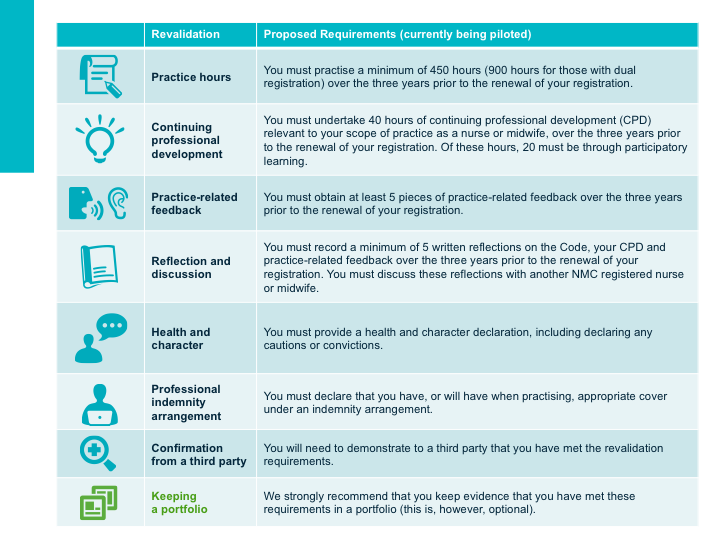 Revalidation
Proposed Requirements (currently being piloted)
Practice hours
You must practise a minimum of 450 hours (900 hours for those with dual
registration) over the three years prior to the renewal of your registration.
Continuing
professional
development
You must undertake 40 hours of continuing professional development (CPD)
relevant to your scope of practice as a nurse or midwife, over the three years prior
to the renewal of your registration. Of these hours, 20 must be through participatory
learning.
Practice-related
feedback
You must obtain at least 5 pieces of practice-related feedback over the three years
prior to the renewal of your registration.
Reflection and
discussion
You must record a minimum of 5 written reflections on the Code, your CPD and
practice-related feedback over the three years prior to the renewal of your
registration. You must discuss these reflections with another NMC registered nurse
or midwife.
Health and
character
You must provide a health and character declaration, including declaring any
cautions or convictions.
Professional
indemnity
arrangement
You must declare that you have, or will have when practising, appropriate cover
under an indemnity arrangement.
Confirmation
from a third party
You will need to demonstrate to a third party that you have met the revalidation
requirements.
Keeping
a portfolio
We strongly recommend that you keep evidence that you have met these
requirements in a portfolio (this is, however, optional).